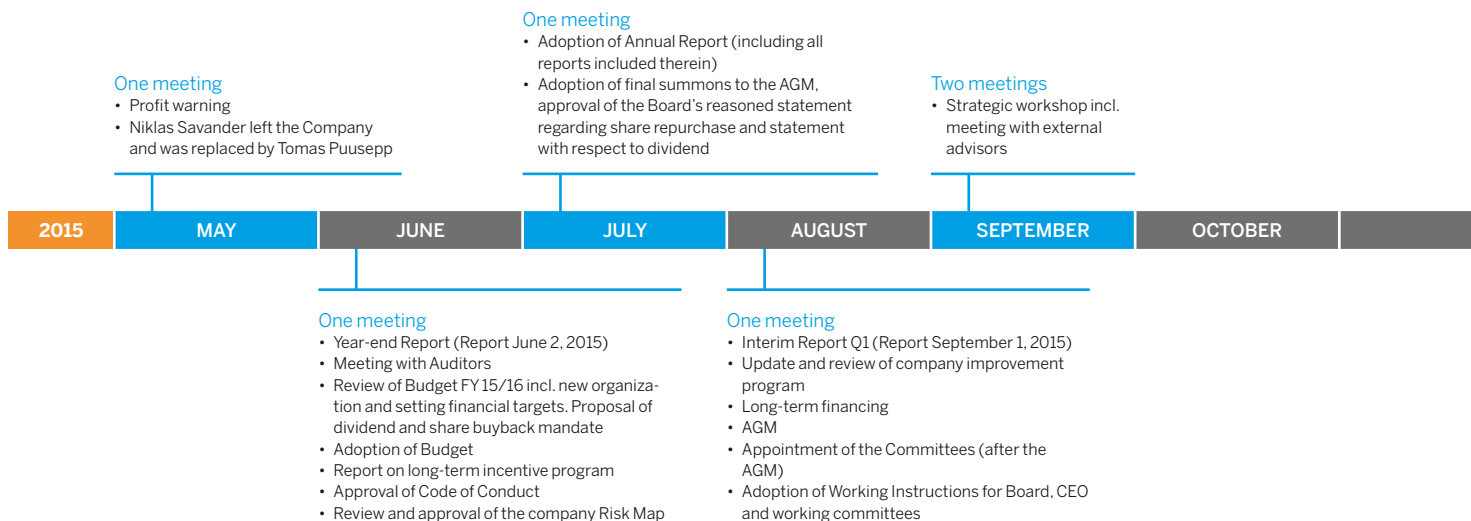 One meeting
• Profit warning
• Niklas Savander left the Company
and was replaced by Tomas Puusepp
One meeting
• Adoption of Annual Report (including all
reports included therein)
• Adoption of final summons to the AGM,
approval of the Board's reasoned statement
regarding share repurchase and statement
with respect to dividend
Two meetings
• Strategic workshop incl.
meeting with external
advisors
2015 MAY JUNE JULY AUGUST SEPTEMBER OCTOBER
One meeting
• Year-end Report (Report June 2, 2015)
• Meeting with Auditors
• Review of Budget FY 15/16 incl. new organiza-
tion and setting financial targets. Proposal of
dividend and share buyback mandate
• Adoption of Budget
• Report on long-term incentive program
• Approval of Code of Conduct
• Review and approval of the company Risk Map
One meeting
• Interim Report Q1 (Report September 1, 2015)
• Update and review of company improvement
program
• Long-term financing
• AGM
• Appointment of the Committees (after the
AGM)
• Adoption of Working Instructions for Board, CEO
and working committees